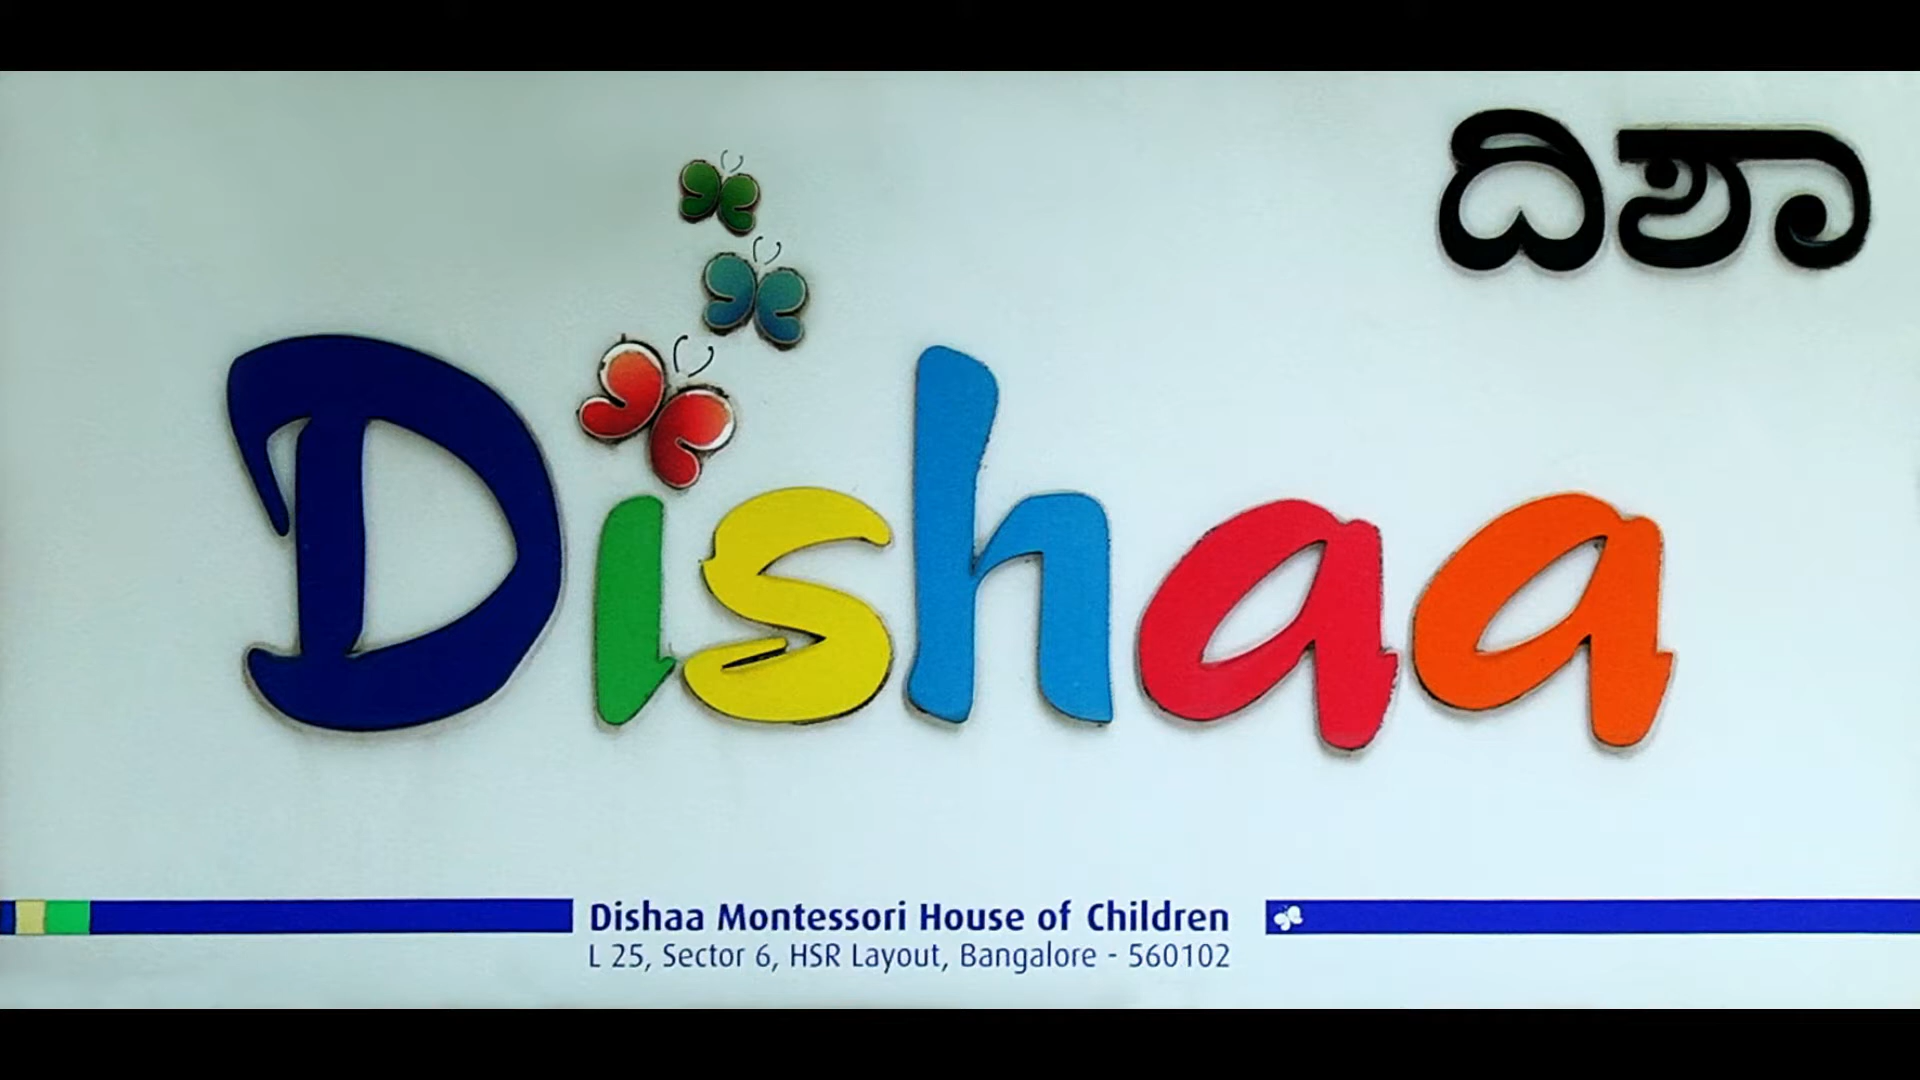 ದಿಶಾ
Dishaa
Dishaa Montessori House of Children
L 25, Sector 6, HSR Layout, Bangalore - 560102